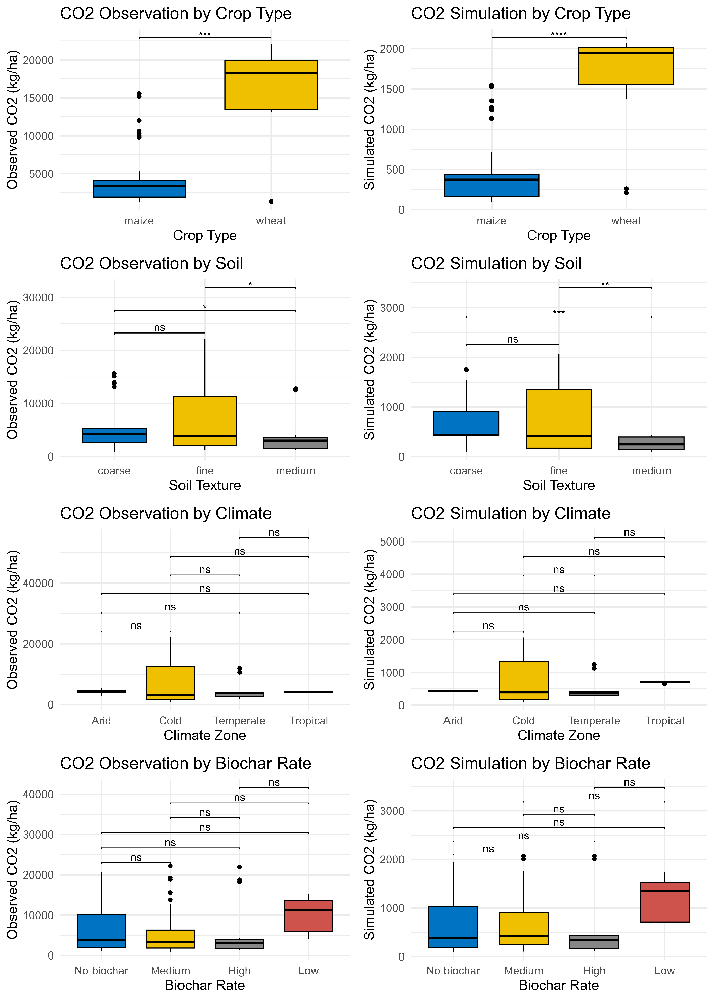 CO2 Observation by Crop Type
Observed CO2 (kg/ha)
20000
15000
10000
5000
***
maize
wheat
Crop Type
CO2 Simulation by Crop Type
Simulated CO2 (kg/ha)
2000
1500
1000
500
0
****
maize
wheat
Crop Type
CO2 Observation by Soil
Observed CO2 (kg/ha)
30000
20000
10000
0
*
*
ns
coarse
fine
medium
Soil Texture
CO2 Simulation by Soil
Simulated CO2 (kg/ha)
3000
2000
1000
0
**
***
ns
coarse
fine
medium
Soil Texture
CO2 Observation by Climate
Observed CO2 (kg/ha)
40000
20000
0
ns
ns
ns
ns
ns
ns
Arid
Cold
Temperate
Tropical
Climate Zone
CO2 Simulation by Climate
Simulated CO2 (kg/ha)
5000
4000
3000
2000
1000
0
ns
ns
ns
ns
ns
ns
Arid
Cold
Temperate
Tropical
Climate Zone
CO2 Observation by Biochar Rate
Observed CO2 (kg/ha)
40000
30000
20000
10000
0
ns
ns
ns
ns
ns
ns
No biochar
Medium
High
Low
Biochar Rate
CO2 Simulation by Biochar Rate
Simulated CO2 (kg/ha)
3000
2000
1000
0
ns
ns
ns
ns
ns
ns
No biochar
Medium
High
Low
Biochar Rate